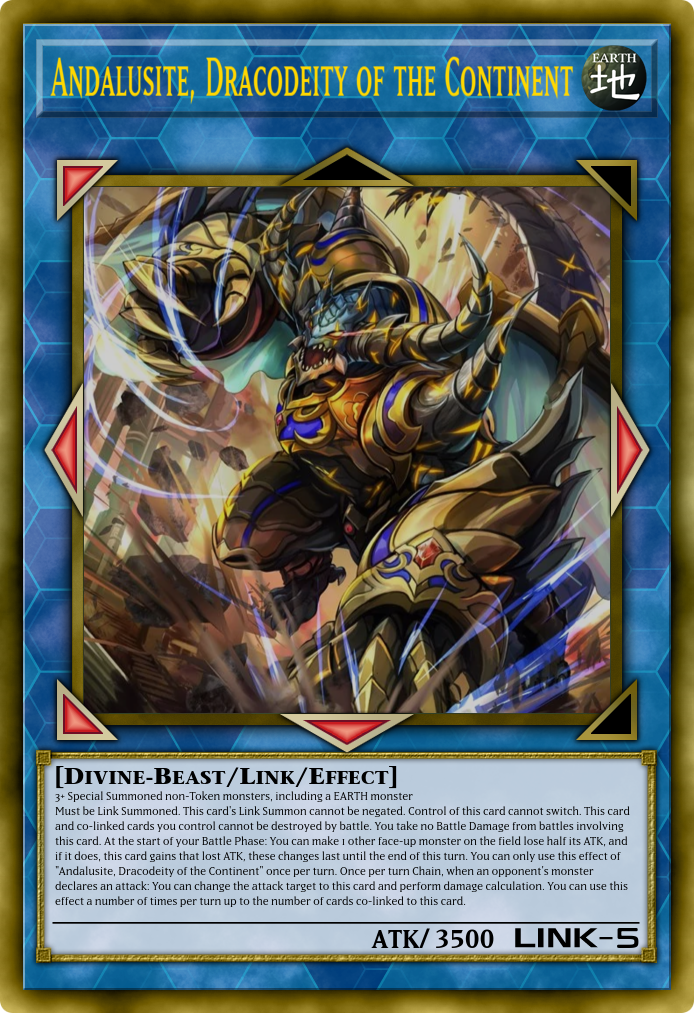 Andalusite, Dracodeity of the Continent
EARTH
地
[Divine-Beast/Link/Effect]
3+ Special Summoned non-Token monsters, including a EARTH monster
Must be Link Summoned. This card's Link Summon cannot be negated. Control of this card cannot switch. This card
and co-linked cards you control cannot be destroyed by battle. You take no Battle Damage from battles involving
this card. At the start of your Battle Phase: You can make 1 other face-up monster on the field lose half its ATK, and
if it does, this card gains that lost ATK, these changes last until the end of this turn. You can only use this effect of
"Andalusite, Dracodeity of the Continent" once per turn. Once per turn Chain, when an opponent's monster
declares an attack: You can change the attack target to this card and perform damage calculation. You can use this
effect a number of times per turn up to the number of cards co-linked to this card.
ATK/ 3500 LINK-5